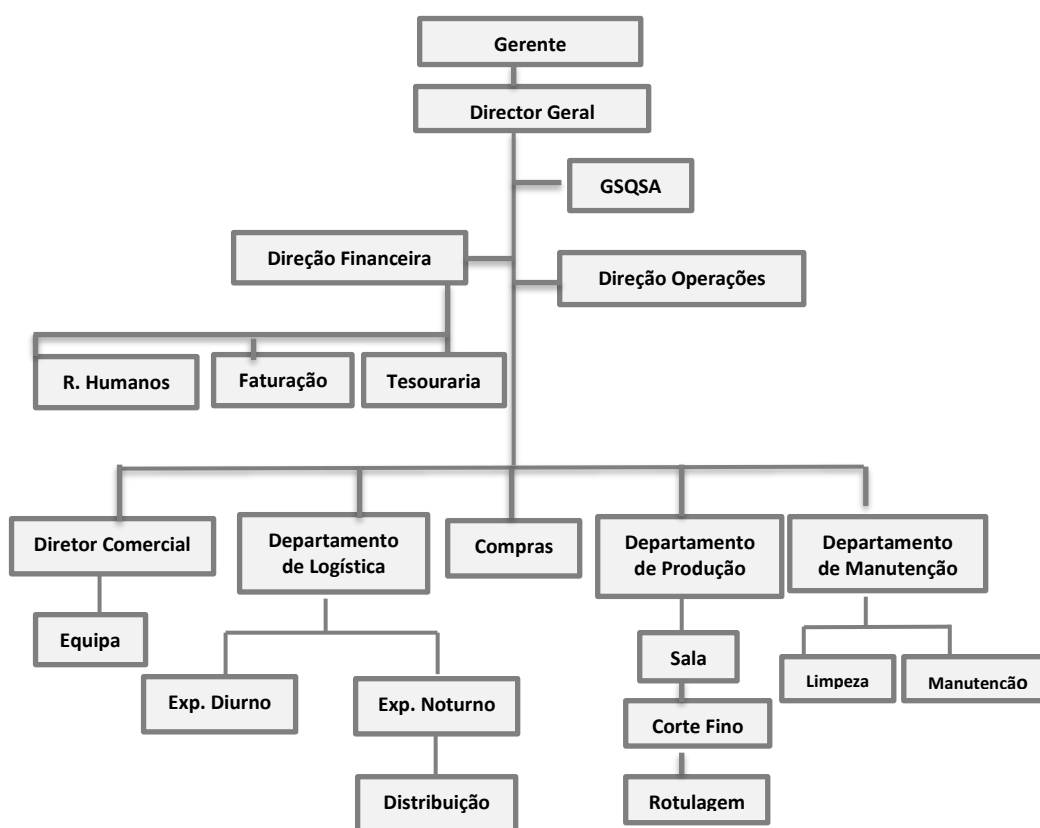 Gerente
Director Geral
GSQSA
Direção Financeira
Direção Operações
R. Humanos
Faturação
Tesouraria
Diretor Comercial
Departamento
de Logística
Compras
Departamento
de Produção
Departamento
de Manutenção
Equipa
Exp. Diurno
Exp. Noturno
Distribuição
Sala
Corte Fino
Rotulagem
Limpeza
Manutencão